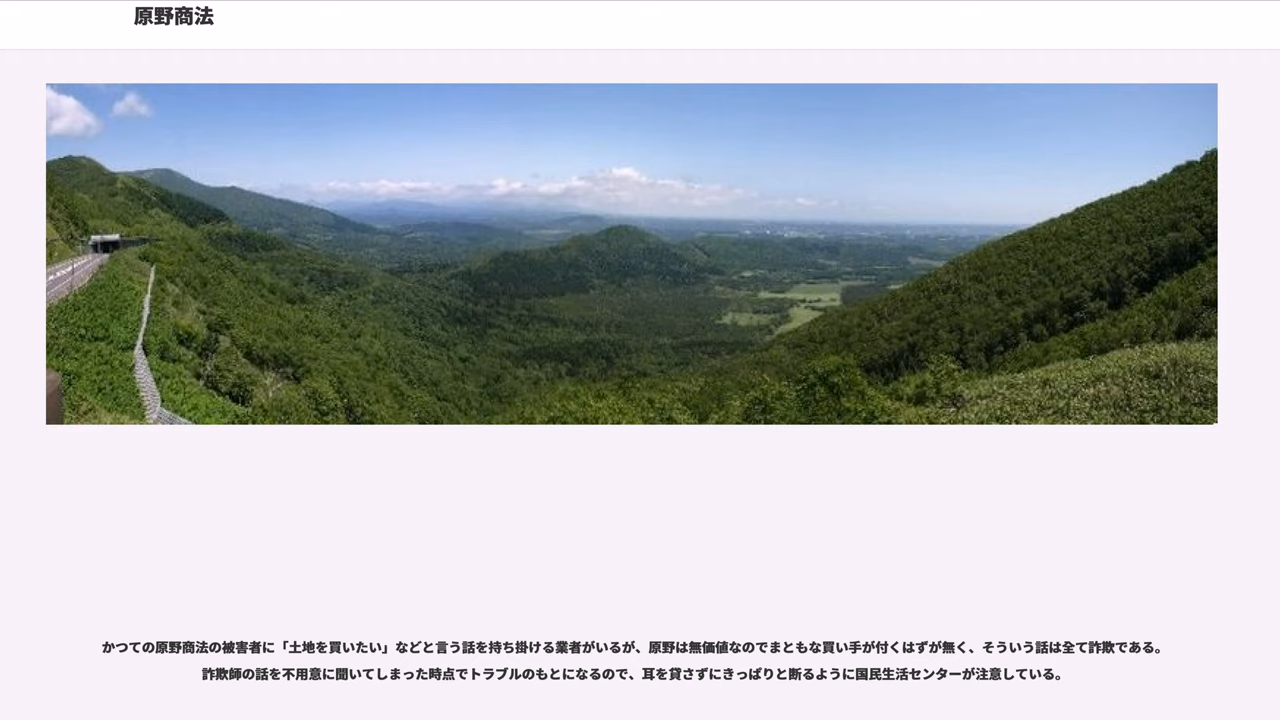 原野商法
かつての原野商法の被害者に「土地を買いたい」などと言う話を持ち掛ける業者がいるが、原野は無価値なのでまともな買い手が付くはずが無く、そういう話は全て詐欺である。
詐欺師の話を不用意に聞いてしまった時点でトラブルのもとになるので、耳を貸さずにきっぱりと断るように国民生活センターが注意している。